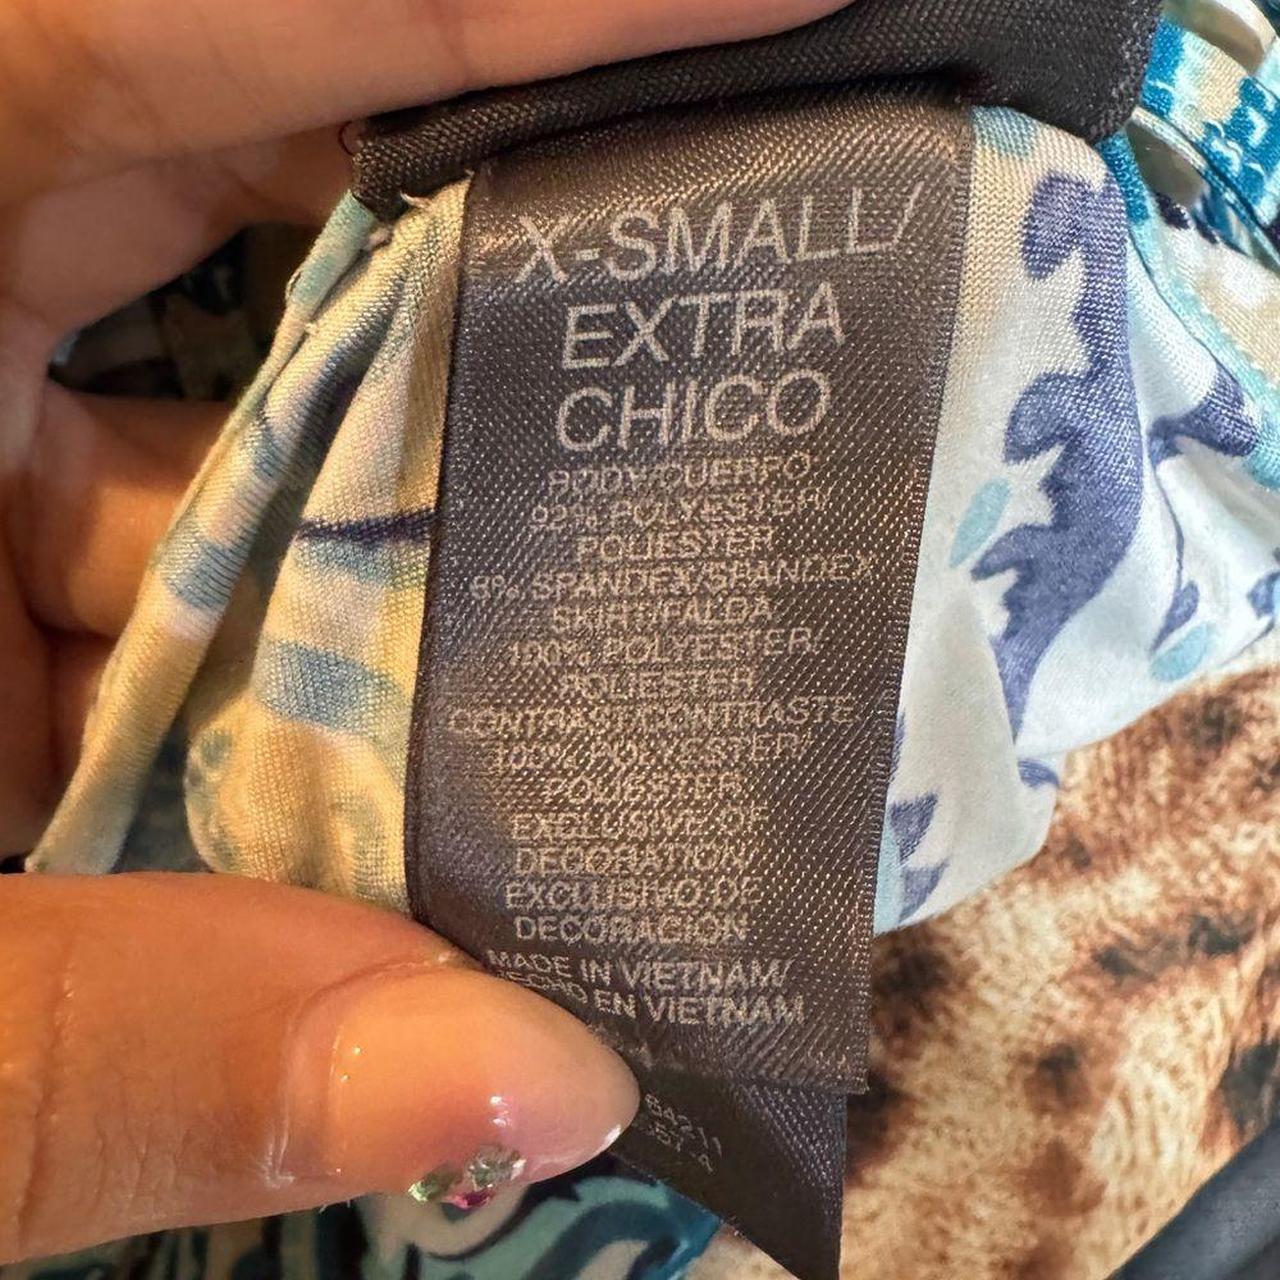 X-SMALL/
EXTRA
CHICO
BODY/CUERPO
92% POLYESTER/
POLIESTER
8% SPANDEX/SPANDEX
SKIRT/FALDA
100% POLYESTER/
POLIESTER
CONTRAST/CONTRASTE
100% POLYESTER/
POLIESTER
EXCLUSIVE OF
DECORATION
EXCLUSIVO DE
DECORACION
MADE IN VIETNAM/
HECHO EN VIETNAM
84211